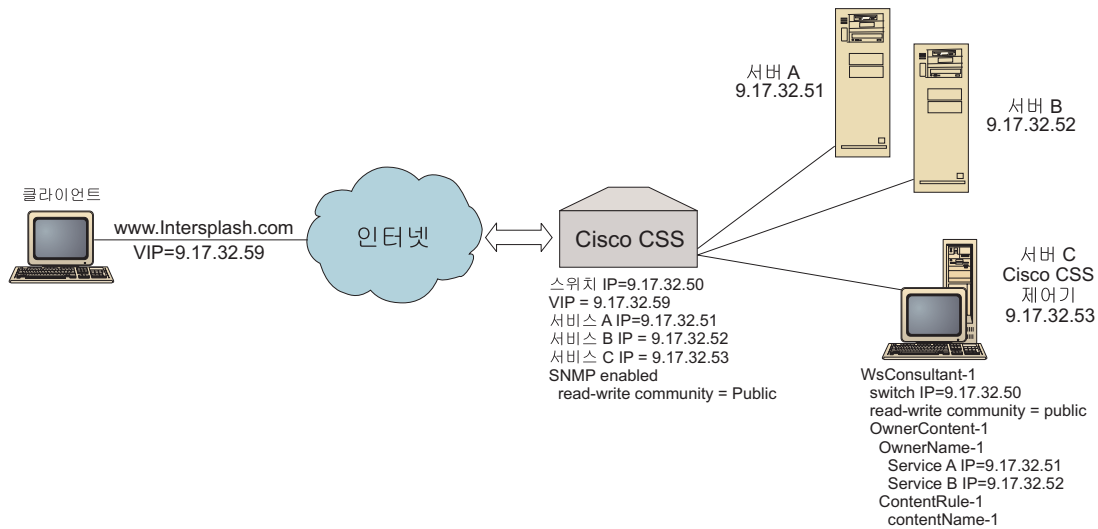 클라이언트
www.Intersplash.com
VIP=9.17.32.59
인터넷
Cisco CSS
스위치 IP=9.17.32.50
VIP = 9.17.32.59
서비스 A IP=9.17.32.51
서비스 B IP = 9.17.32.52
서비스 C IP = 9.17.32.53
SNMP enabled
read-write community = Public
서버 A
9.17.32.51
서버 B
9.17.32.52
서버 C
Cisco CSS
제어기
9.17.32.53
WsConsultant-1
switch IP=9.17.32.50
read-write community = public
OwnerContent-1
OwnerName-1
Service A IP=9.17.32.51
Service B IP=9.17.32.52
ContentRule-1
contentName-1